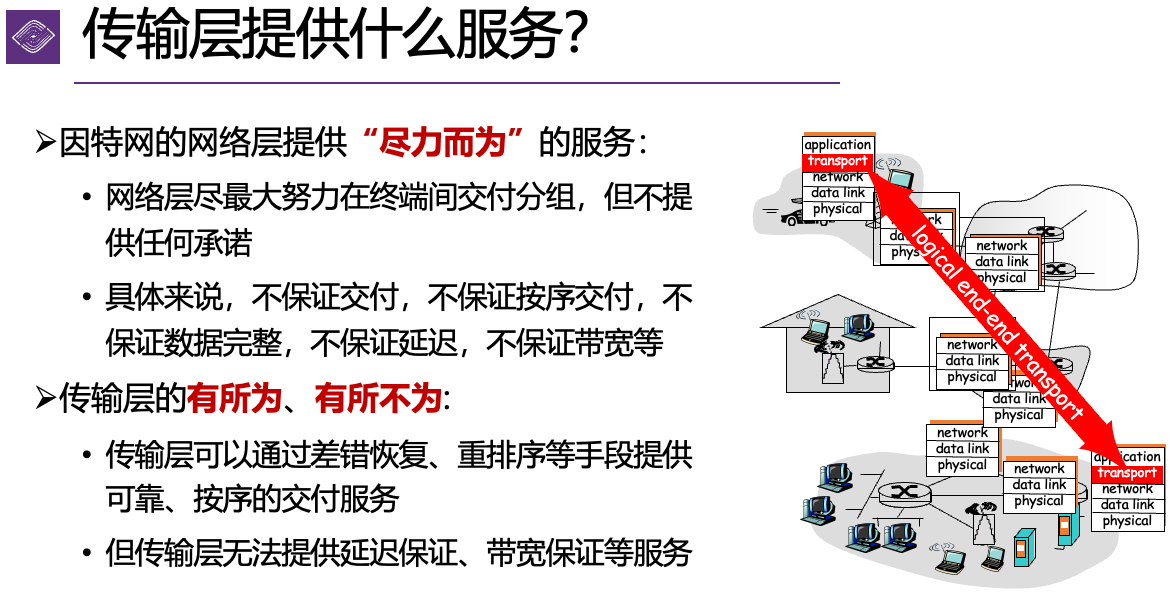 传输层提供什么服务？
➢因特网的网络层提供“尽力而为”的服务：
• 网络层尽最大努力在终端间交付分组，但不提
供任何承诺
• 具体来说，不保证交付，不保证按序交付，不
保证数据完整，不保证延迟，不保证带宽等
➢传输层的有所为、有所不为:
• 传输层可以通过差错恢复、重排序等手段提供
可靠、按序的交付服务
• 但传输层无法提供延迟保证、带宽保证等服务
application
transport
network
data link
physical
network
data link
physical
logical end-end transport
network
data link
physical
data link
physical
network
data link
physical
network
data link
physical
application
transport
network
data link
physical